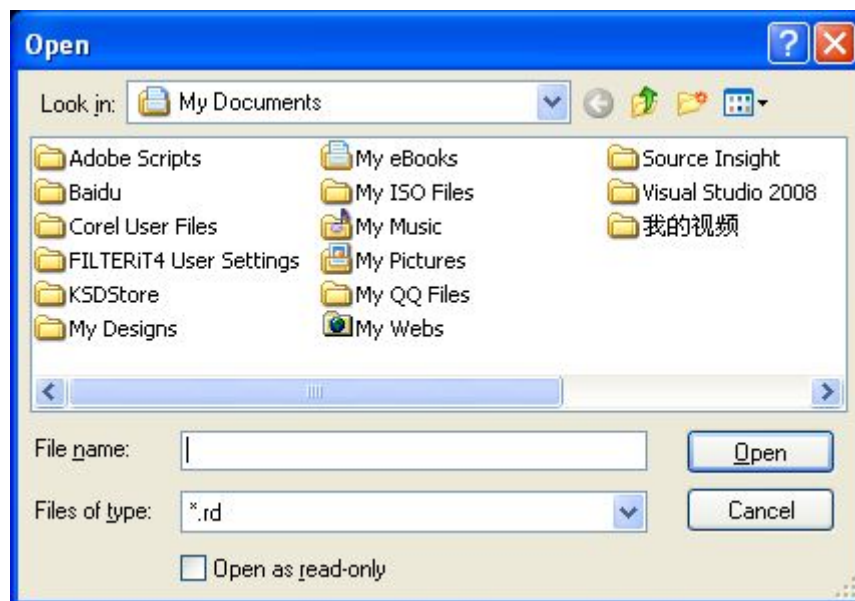 Open
Look in: My Documents
Adobe Scripts
Baidu
Corel User Files
FILTERiT4 User Settings
KSDStore
My Designs
My eBooks
My ISO Files
My Music
My Pictures
My QQ Files
My Webs
Source Insight
Visual Studio 2008
我的视频
File name:
Open
Files of type: *.rd
Cancel
Open as read-only